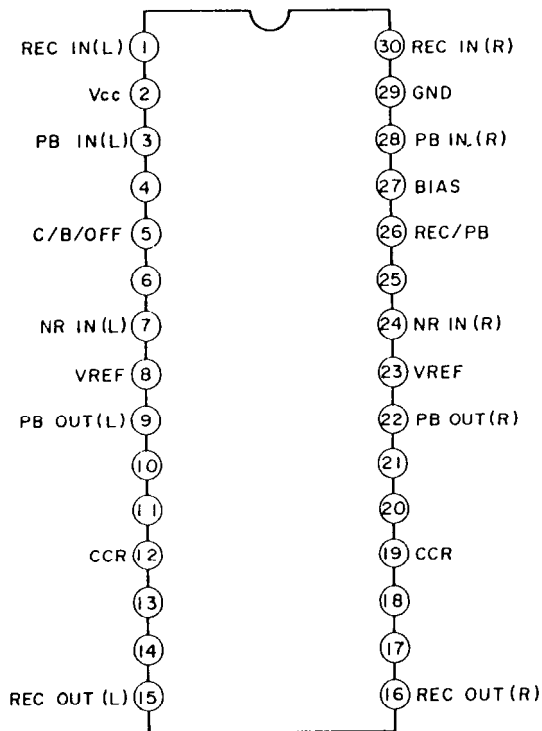 REC IN(L) 1 30 REC IN(R)
Vcc 2 29 GND
PB IN(L) 3 28 PB IN.(R)
4 27 BIAS
C/B/OFF 5 26 REC/PB
6 25
NR IN(L) 7 24 NR IN(R)
VREF 8 23 VREF
PB OUT(L) 9 22 PB OUT(R)
10 21
11 20
CCR 12 19 CCR
13 18
14 17
REC OUT(L) 15 16 REC OUT(R)